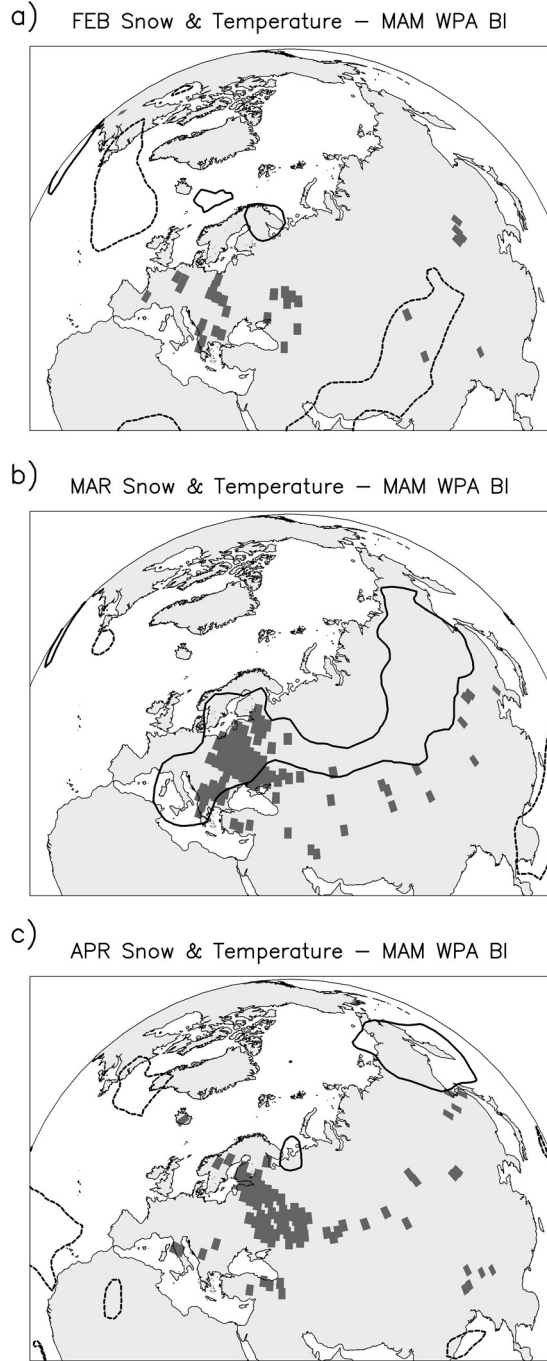 a) FEB Snow & Temperature – MAM WPA BI
b) MAR Snow & Temperature – MAM WPA BI
c) APR Snow & Temperature – MAM WPA BI